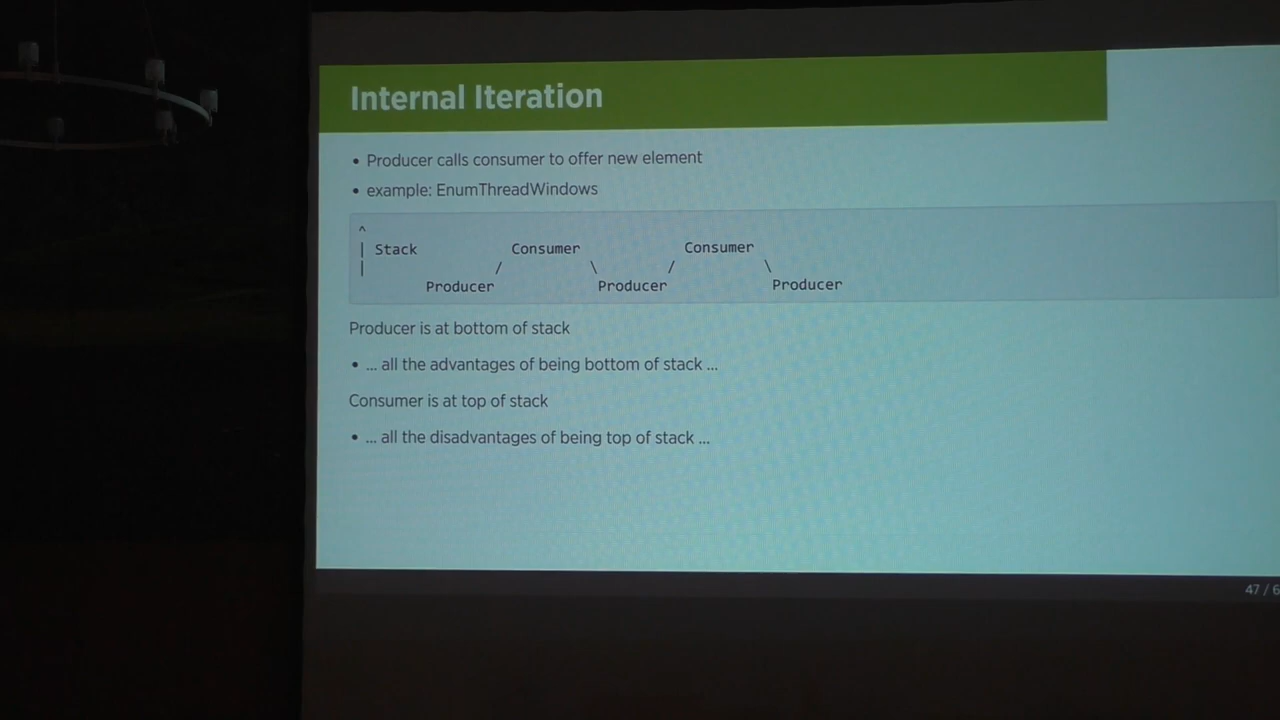 Internal Iteration
• Producer calls consumer to offer new element
• example: EnumThreadWindows
^
| Stack Consumer Consumer
| / \ / \
Producer Producer Producer
Producer is at bottom of stack
• ... all the advantages of being bottom of stack ...
Consumer is at top of stack
• ... all the disadvantages of being top of stack ...
47 / 6